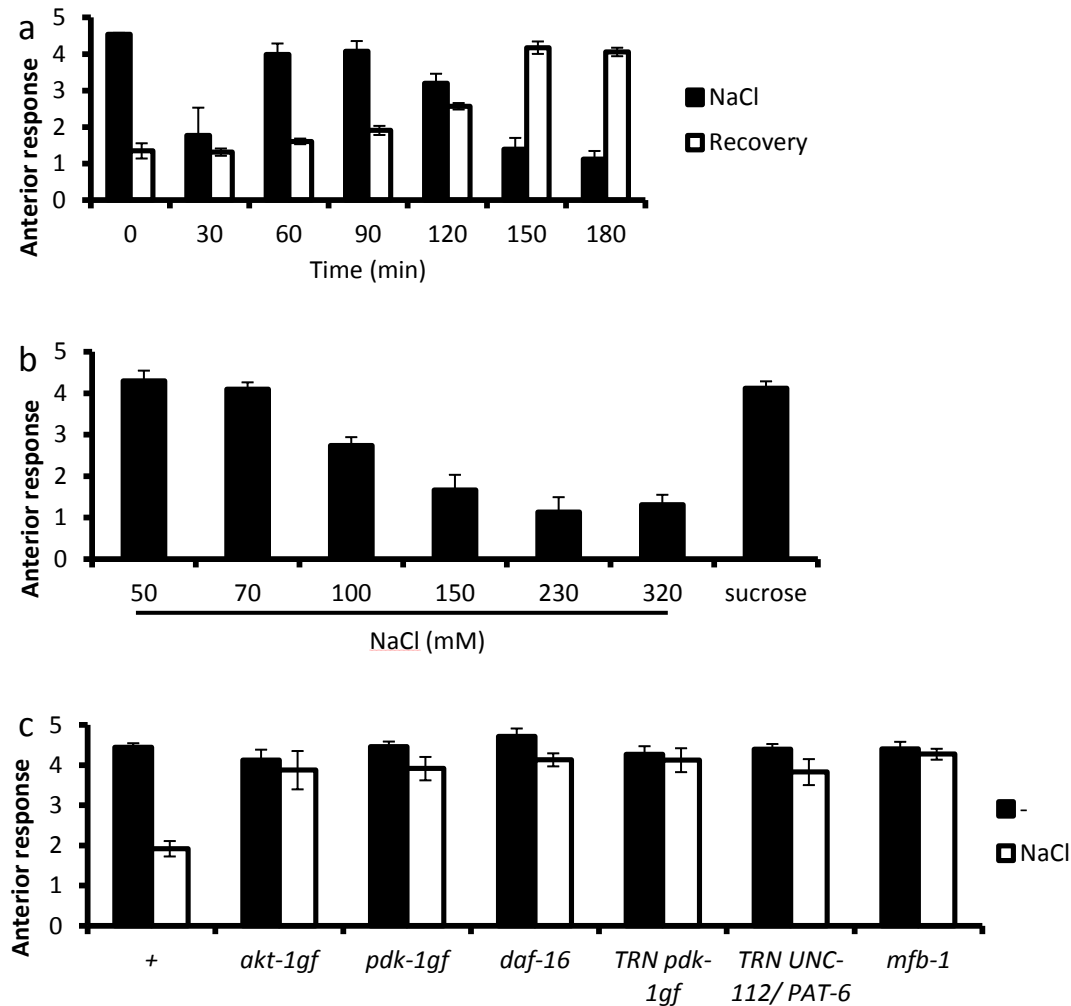 a
5
4
3
2
1
0
Anterior response
0 30 60 90 120 150 180
Time (min)
NaCl
Recovery
b
5
4
3
2
1
0
Anterior response
50 70 100 150 230 320 sucrose
NaCl (mM)
c
5
4
3
2
1
0
Anterior response
+ akt-1gf pdk-1gf daf-16 TRN pdk- TRN UNC- mfb-1
1gf 112/ PAT-6
-
NaCl